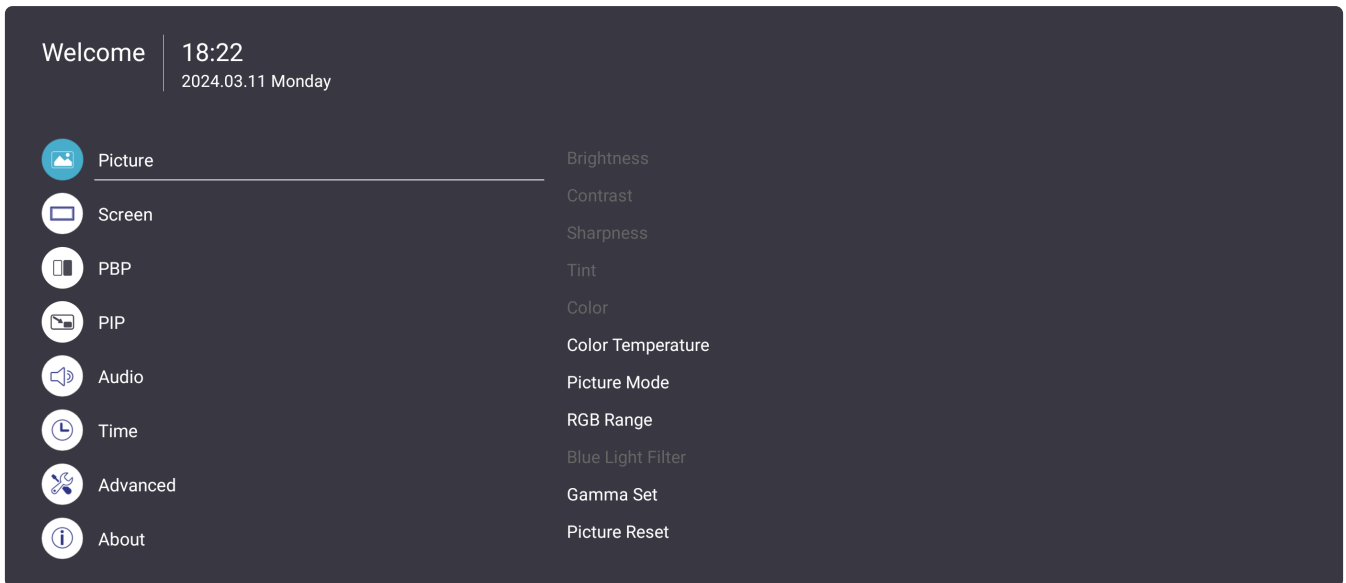 Welcome
18:22
2024.03.11 Monday
Picture
Screen
PBP
PIP
Audio
Time
Advanced
About
Brightness
Contrast
Sharpness
Tint
Color
Color Temperature
Picture Mode
RGB Range
Blue Light Filter
Gamma Set
Picture Reset